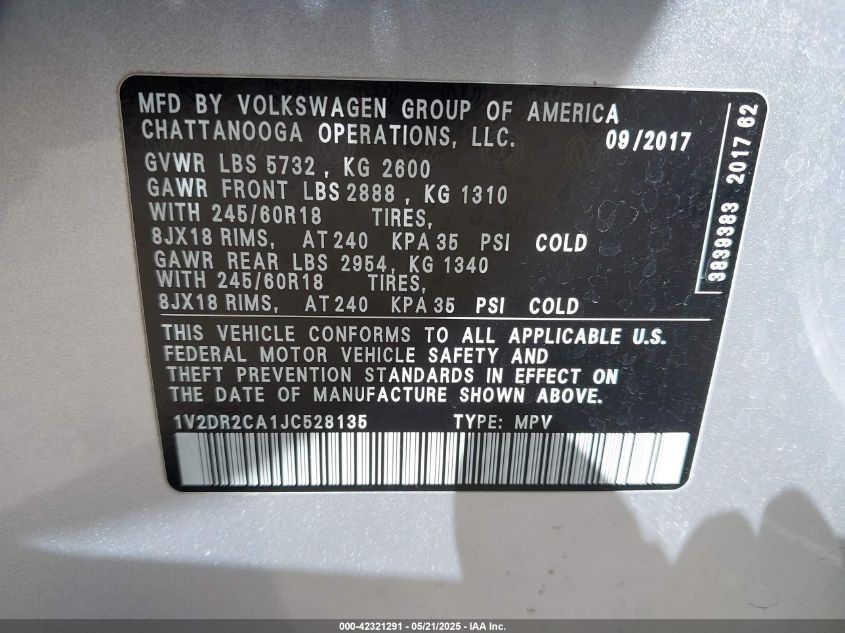 MFD BY VOLKSWAGEN GROUP OF AMERICA
CHATTANOOGA OPERATIONS, LLC. 09/2017
GVWR LBS 5732, KG 2600
GAWR FRONT LBS 2888, KG 1310
WITH 245/60R18 TIRES,
8JX18 RIMS, AT 240 KPA 35 PSI COLD
GAWR REAR LBS 2954, KG 1340
WITH 245/60R18 TIRES,
8JX18 RIMS, AT 240 KPA 35 PSI COLD
THIS VEHICLE CONFORMS TO ALL APPLICABLE U.S.
FEDERAL MOTOR VEHICLE SAFETY AND
THEFT PREVENTION STANDARDS IN EFFECT ON
THE DATE OF MANUFACTURE SHOWN ABOVE.
1V2DR2CA1JC528135 TYPE: MPV
3839383 2017 62
000-42321291 - 05/21/2025 - IAA Inc.